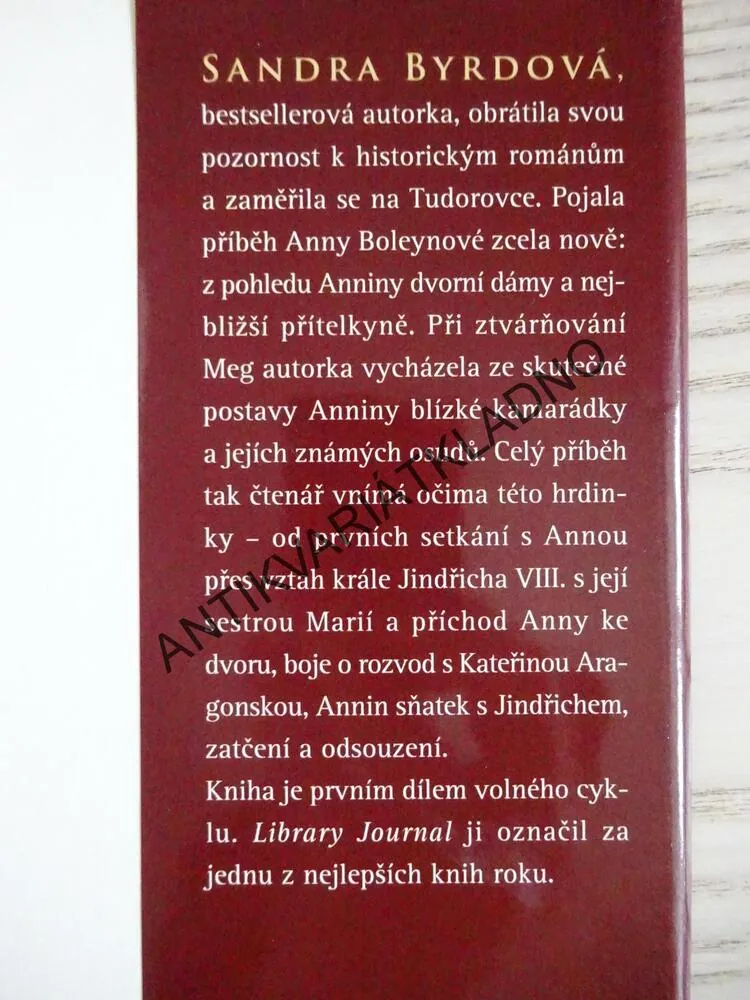 SANDRA BYRDOVÁ,
bestsellerová autorka, obrátila svou
pozornost k historickým románům
a zaměřila se na Tudorovce. Pojala
příběh Anny Boleynové zcela nově:
z pohledu Anniny dvorní dámy a nej-
bližší přítelkyně. Při ztvárňování
Meg autorka vycházela ze skutečné
postavy Anniny blízké kamarádky
a jejích známých osudů. Celý příběh
tak čtenář vnímá očima této hrdin-
ky – od prvních setkání s Annou
přes vztah krále Jindřicha VIII. s její
sestrou Marií a příchod Anny ke
dvoru, boje o rozvod s Kateřinou Ara-
gonskou, Annin sňatek s Jindřichem,
zatčení a odsouzení.
Kniha je prvním dílem volného cyk-
lu. Library Journal ji označil za
jednu z nejlepších knih roku.
ANTIKVARIÁTKLADNO